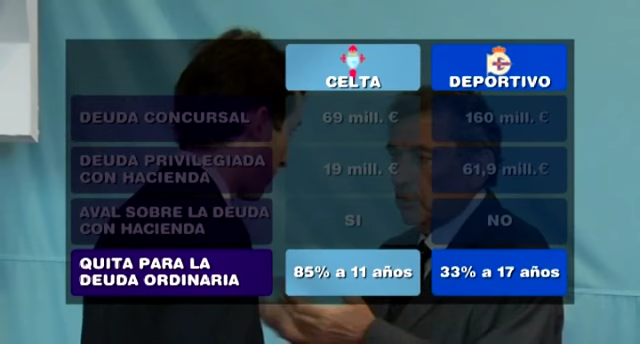 CELTA DEPORTIVO
DEUDA CONCURSAL 69 mill. € 160 mill. €
DEUDA PRIVILEGIADA
CON HACIENDA 19 mill. € 61,9 mill.€
AVAL SOBRE LA DEUDA
CON HACIENDA SI NO
QUITA PARA LA
DEUDA ORDINARIA 85% a 11 años 33% a 17 años